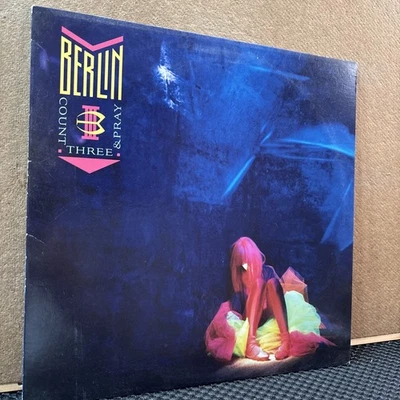 BERLIN
COUNT
THREE
& PRAY